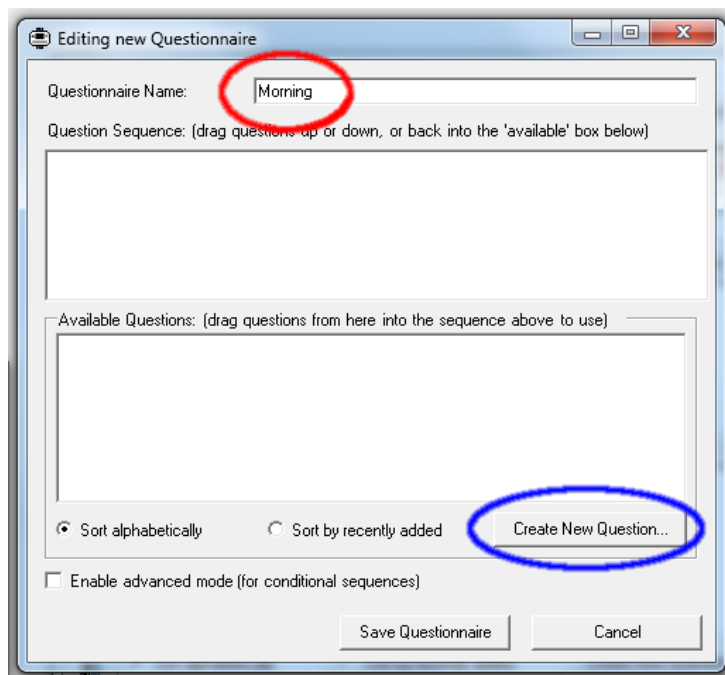 Editing new Questionnaire
Questionnaire Name: Morning
Question Sequence: (drag questions up or down, or back into the 'available' box below)
Available Questions: (drag questions from here into the sequence above to use)
Sort alphabetically Sort by recently added Create New Question...
Enable advanced mode (for conditional sequences)
Save Questionnaire Cancel